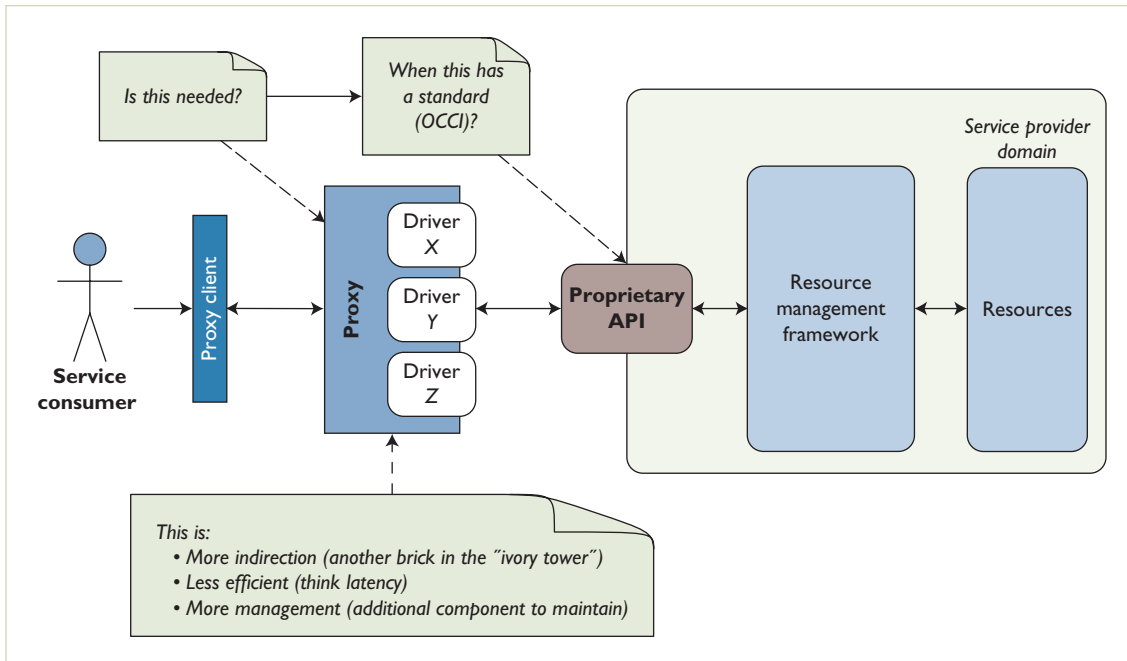 Is this needed?
When this has
a standard
(OCCI)?
Service provider
domain
Service
consumer
Proxy client
Proxy
Driver
X
Driver
Y
Driver
Z
Proprietary
API
Resource
management
framework
Resources
This is:
• More indirection (another brick in the ˝ivory tower˝)
• Less efficient (think latency)
• More management (additional component to maintain)